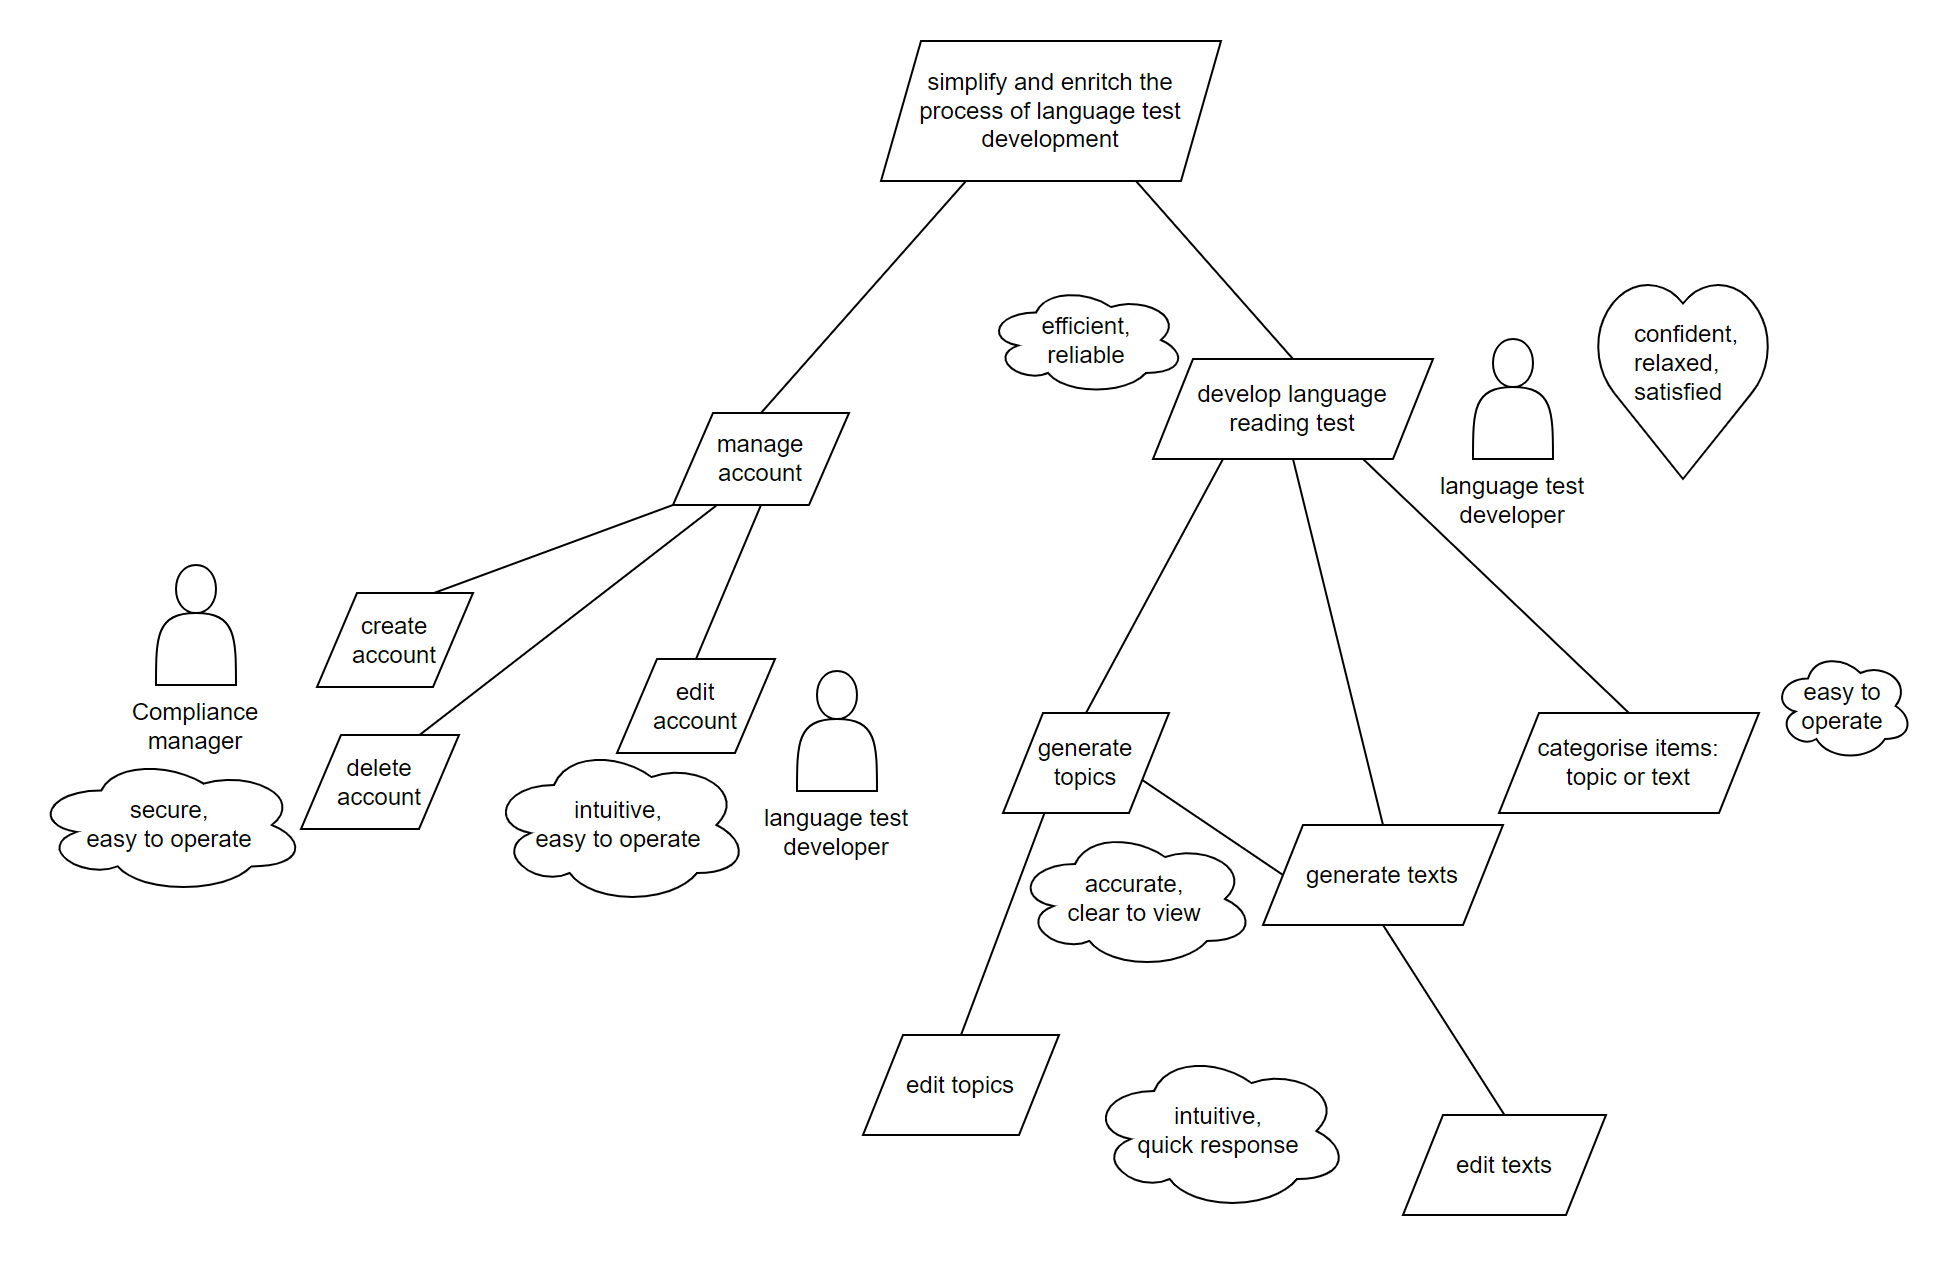 simplify and enritch the
process of language test
development
efficient,
reliable
confident,
relaxed,
satisfied
develop language
reading test
language test
developer
manage
account
Compliance
manager
create
account
edit
account
language test
developer
delete
account
secure,
easy to operate
intuitive,
easy to operate
generate
topics
categorise items:
topic or text
easy to
operate
accurate,
clear to view
generate texts
edit topics
intuitive,
quick response
edit texts